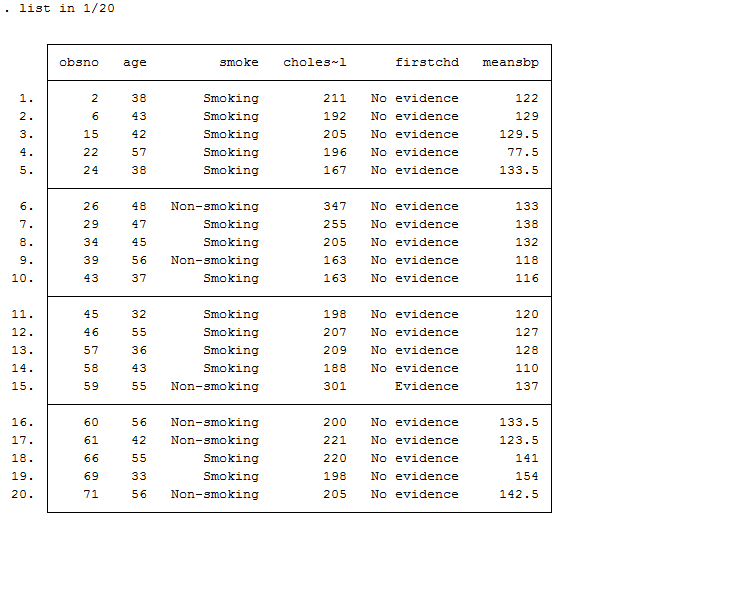 . list in 1/20
obsno age smoke choles~l firstchd meansbp
1. 2 38 Smoking 211 No evidence 122
2. 6 43 Smoking 192 No evidence 129
3. 15 42 Smoking 205 No evidence 129.5
4. 22 57 Smoking 196 No evidence 77.5
5. 24 38 Smoking 167 No evidence 133.5
6. 26 48 Non-smoking 347 No evidence 133
7. 29 47 Smoking 255 No evidence 138
8. 34 45 Smoking 205 No evidence 132
9. 39 56 Non-smoking 163 No evidence 118
10. 43 37 Smoking 163 No evidence 116
11. 45 32 Smoking 198 No evidence 120
12. 46 55 Smoking 207 No evidence 127
13. 57 36 Smoking 209 No evidence 128
14. 58 43 Smoking 188 No evidence 110
15. 59 55 Non-smoking 301 Evidence 137
16. 60 56 Non-smoking 200 No evidence 133.5
17. 61 42 Non-smoking 221 No evidence 123.5
18. 66 55 Smoking 220 No evidence 141
19. 69 33 Smoking 198 No evidence 154
20. 71 56 Non-smoking 205 No evidence 142.5